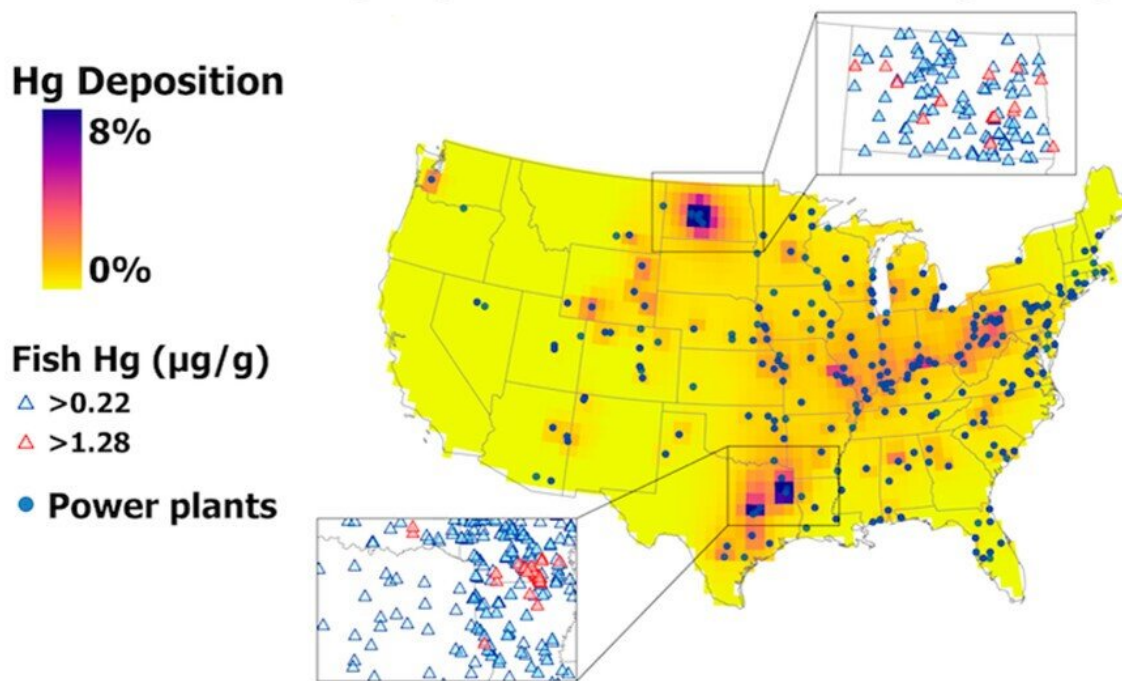 Hg Deposition
8%
0%
Fish Hg (µg/g)
>0.22
>1.28
Power plants